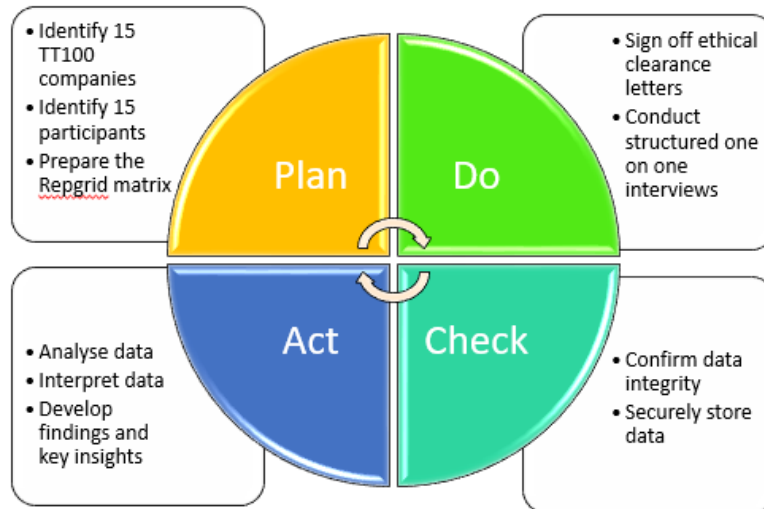 • Identify 15
TT100
companies
• Identify 15
participants
• Prepare the
Repgrid matrix
Plan
Do
• Sign off ethical
clearance
letters
• Conduct
structured one
on one
interviews
Act
Check
• Analyse data
• Interpret data
• Develop
findings and
key insights
• Confirm data
integrity
• Securely store
data